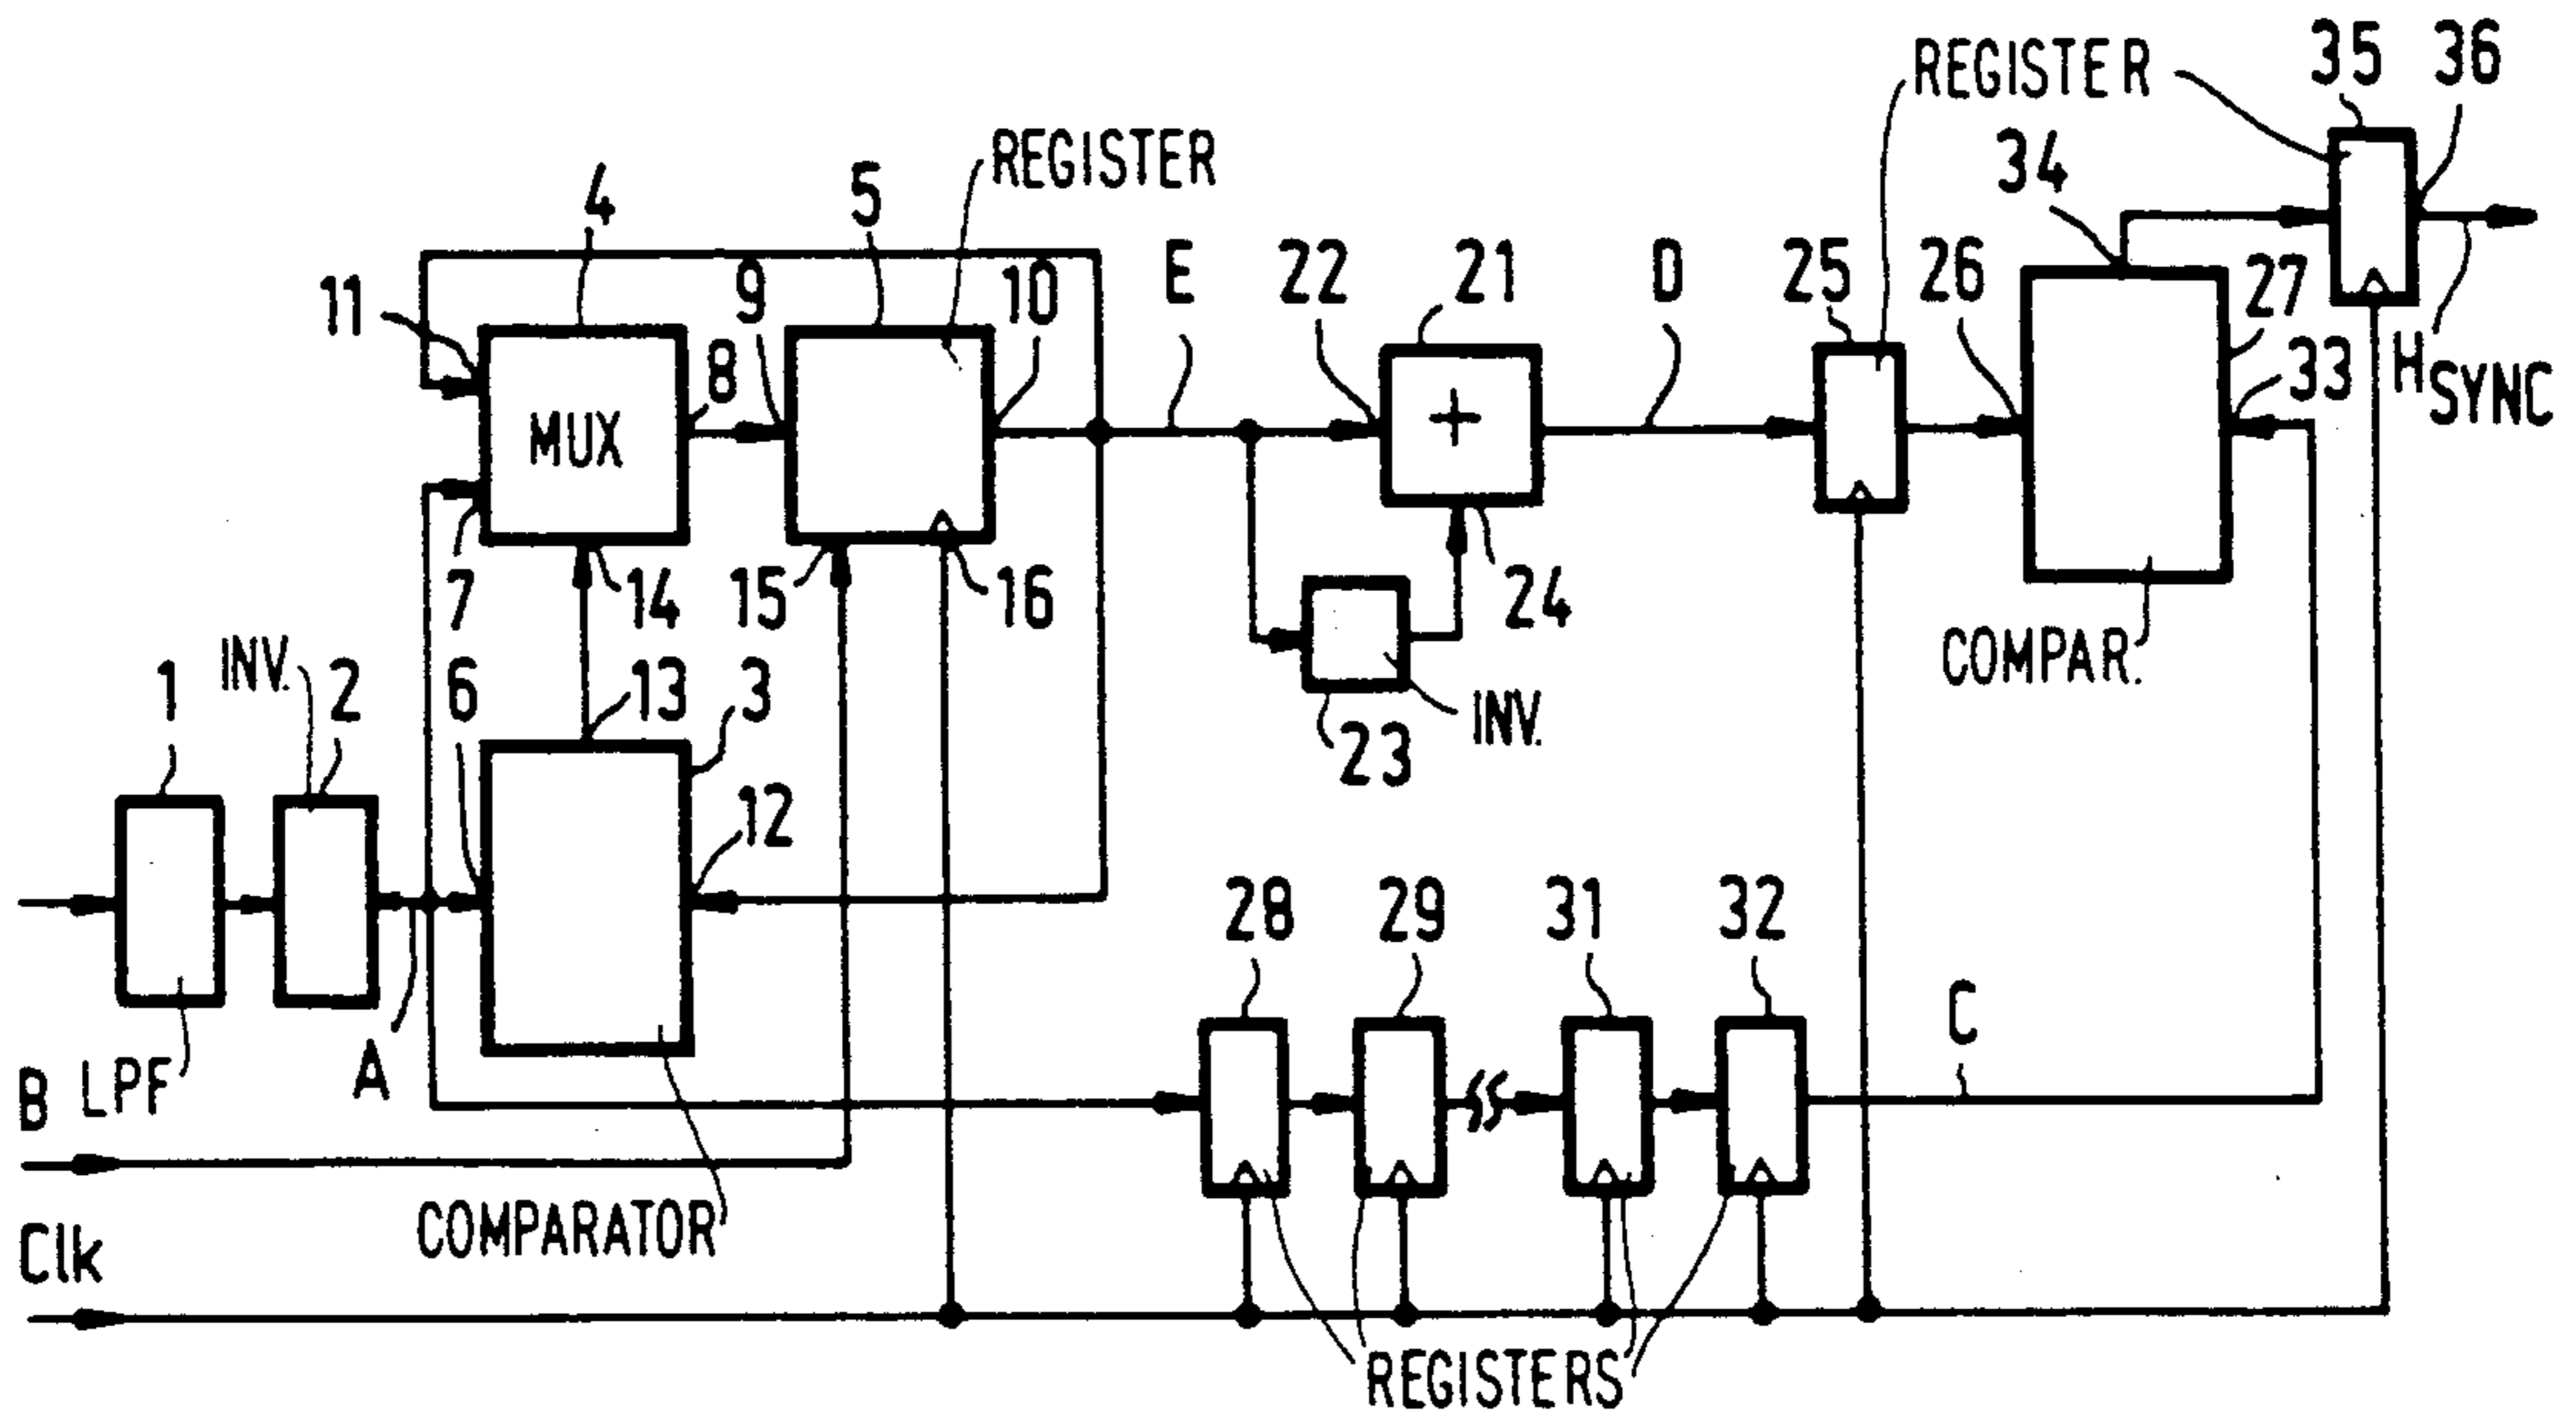 35 36
REGISTER
34
REGISTER
4 5
11 9 10 E 22 21 D 25 26 27
33
H SYNC
MUX
8
+
7 14 15 16 24
COMPAR.
INV.
1 2 6 13 3
INV.
23
12
28 29 31 32
C
A
B LPF
COMPARATOR
Clk
REGISTERS